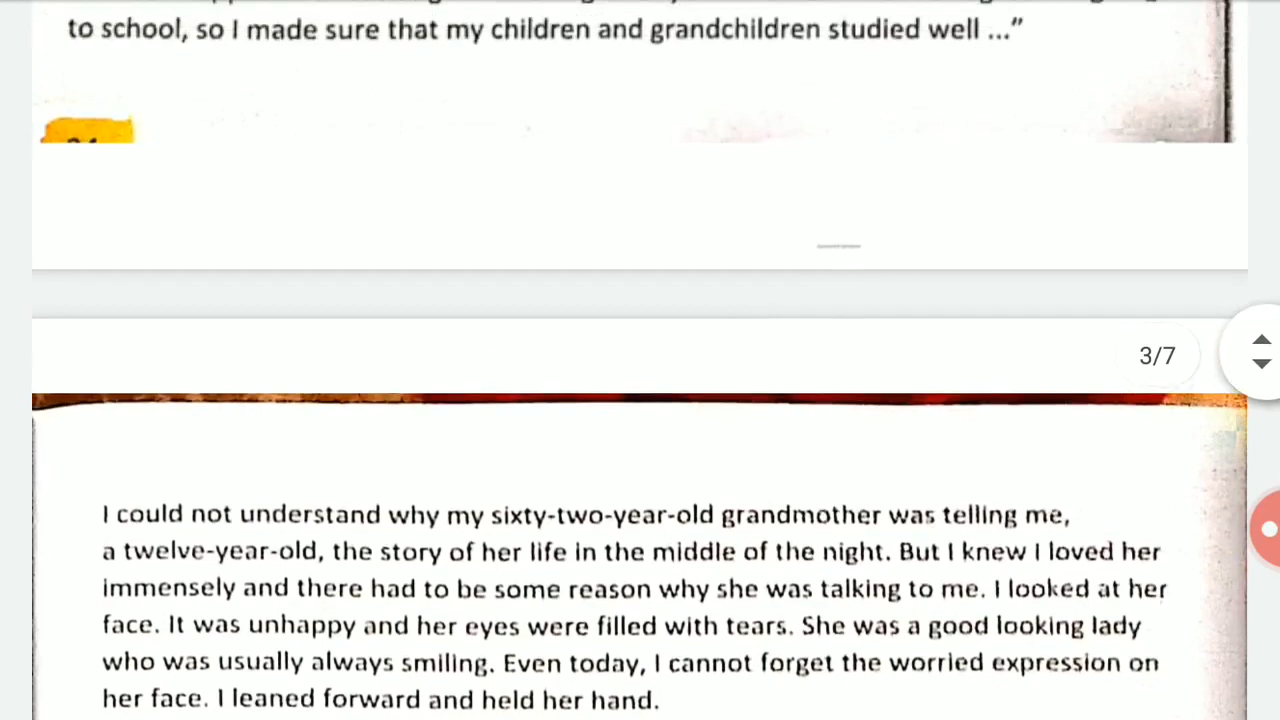 to school, so I made sure that my children and grandchildren studied well ..."
3/7
I could not understand why my sixty-two-year-old grandmother was telling me,
a twelve-year-old, the story of her life in the middle of the night. But I knew I loved her
immensely and there had to be some reason why she was talking to me. I looked at her
face. It was unhappy and her eyes were filled with tears. She was a good looking lady
who was usually always smiling. Even today, I cannot forget the worried expression on
her face. I leaned forward and held her hand.